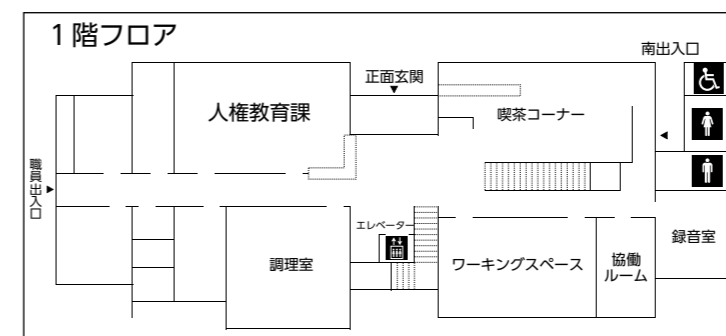 1階フロア
南出入口
正面玄関
人権教育課
喫茶コーナー
職員出入口
エレベーター
調理室
ワーキングスペース
協働
ルーム
録音室